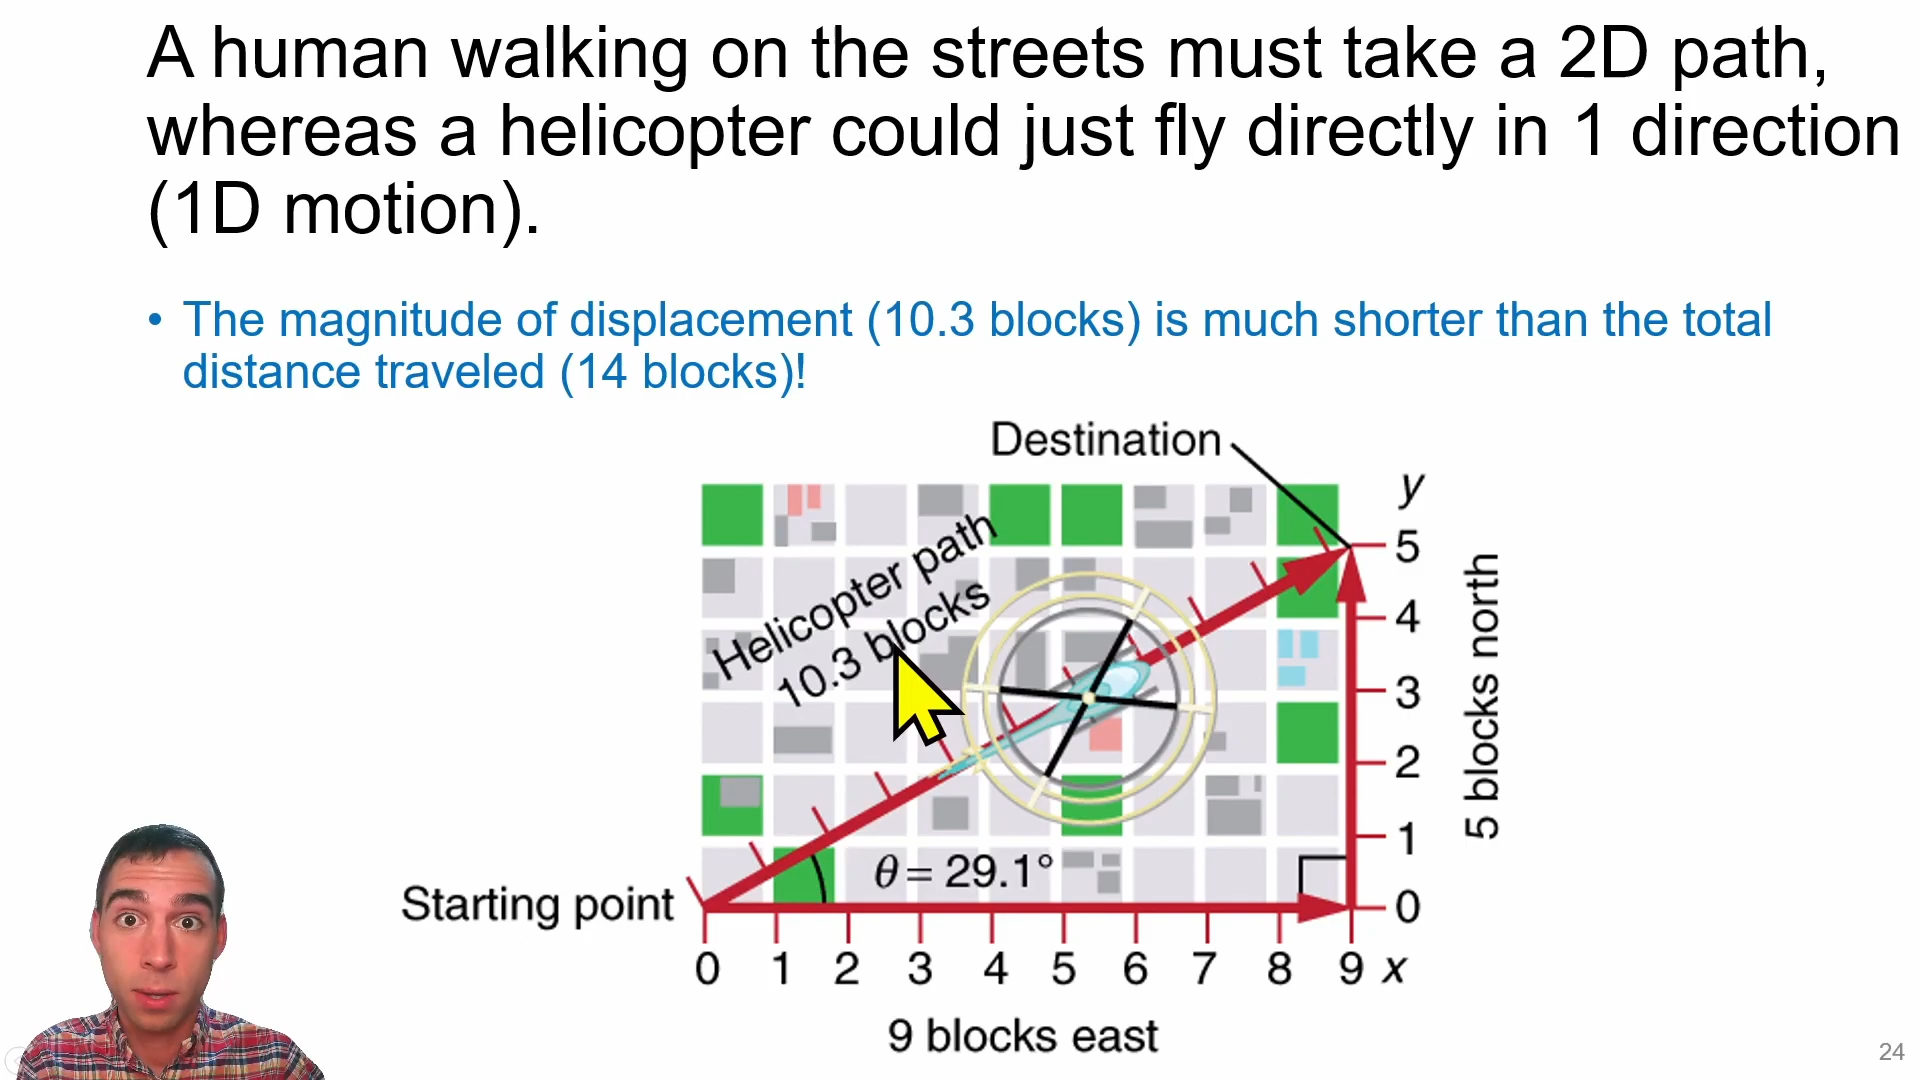 A human walking on the streets must take a 2D path,
whereas a helicopter could just fly directly in 1 direction
(1D motion).
• The magnitude of displacement (10.3 blocks) is much shorter than the total
distance traveled (14 blocks)!
Destination
y
5
4
3
2
1
0
5 blocks north
Helicopter path
10.3 blocks
θ = 29.1°
Starting point
0 1 2 3 4 5 6 7 8 9 x
9 blocks east
24